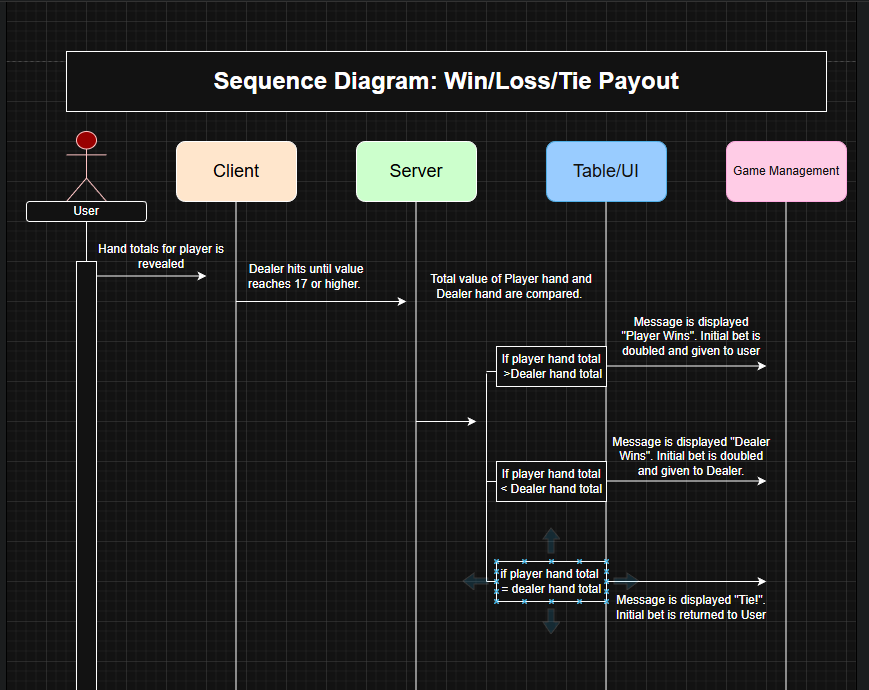 Sequence Diagram: Win/Loss/Tie Payout
User
Client
Server
Table/UI
Game Management
Hand totals for player is
revealed
Dealer hits until value
reaches 17 or higher.
Total value of Player hand and
Dealer hand are compared.
Message is displayed
"Player Wins". Initial bet is
doubled and given to user
If player hand total
>Dealer hand total
Message is displayed "Dealer
Wins". Initial bet is doubled
and given to Dealer.
If player hand total
< Dealer hand total
if player hand total
= dealer hand total
Message is displayed "Tie!".
Initial bet is returned to User